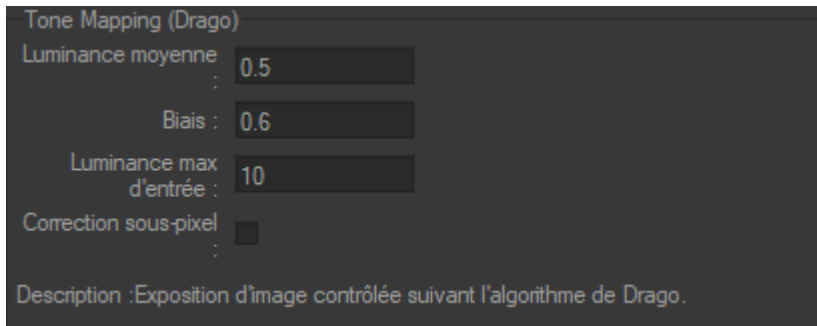 Tone Mapping (Drago)
Luminance moyenne
:
0.5
Biais :
0.6
Luminance max
d'entrée :
10
Correction sous-pixel
:
Description :Exposition d'image contrôlée suivant l'algorithme de Drago.